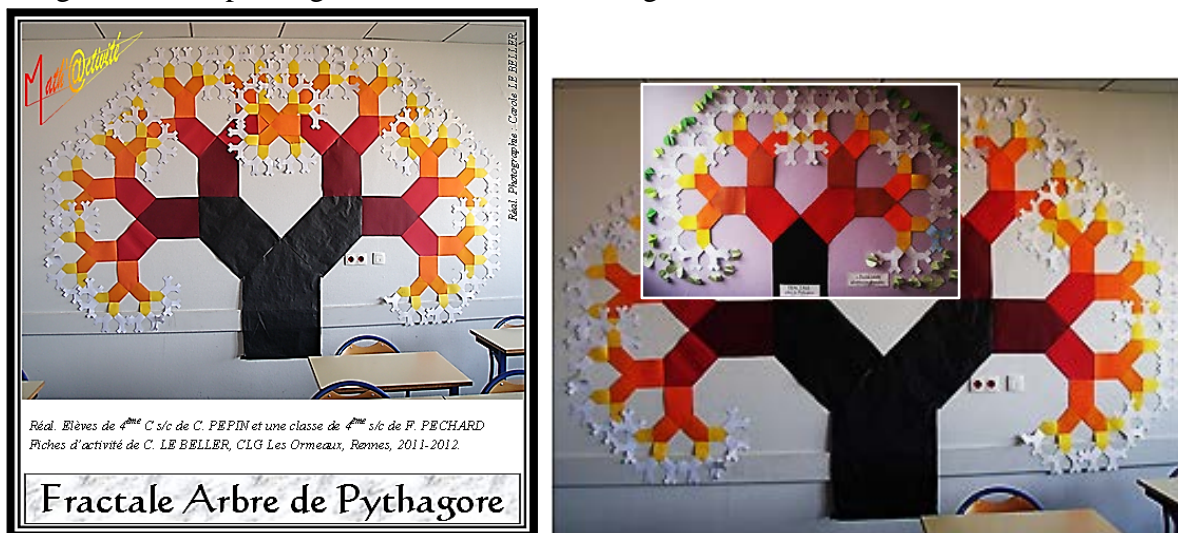 Math'@ctivité
Réal. Photographie : Carole LE BELLER
Réal. Elèves de 4ème C s/c de C. PEPIN et une classe de 4ème s/c de F. PECHARD
Fiches d'activité de C. LE BELLER, CLG Les Ormeaux, Rennes, 2011-2012.
Fractale Arbre de Pythagore